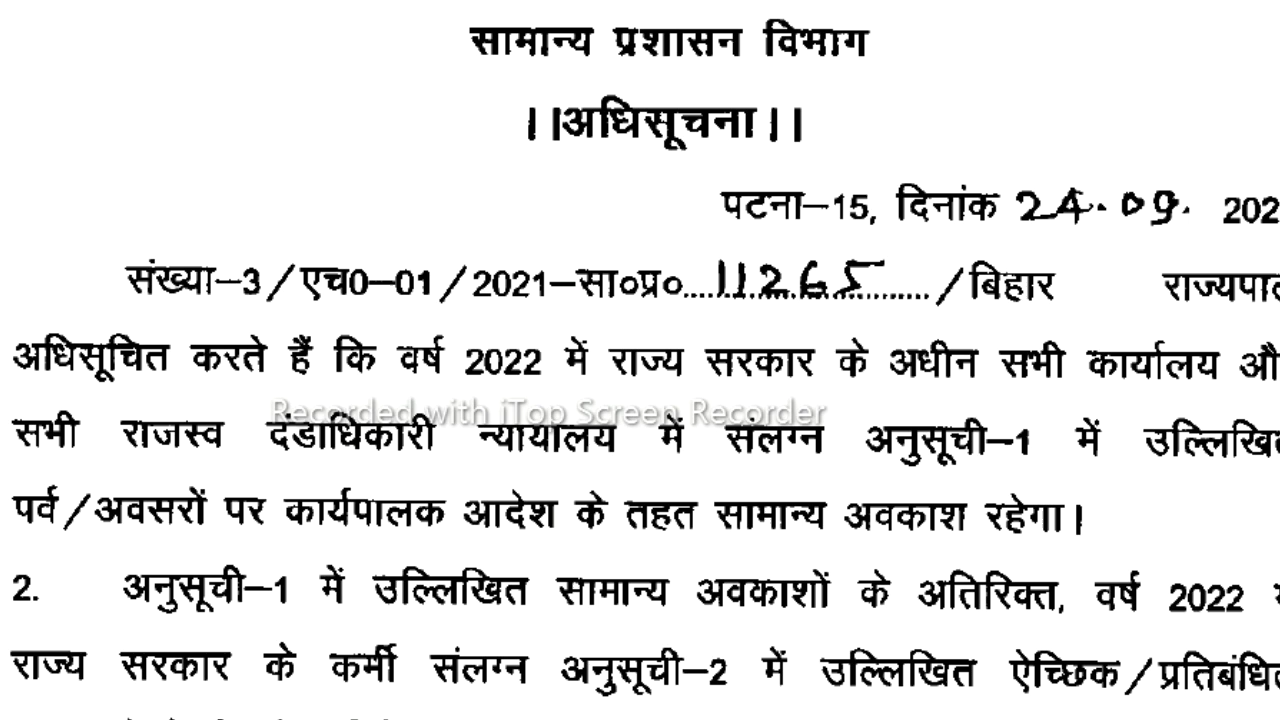 सामान्य प्रशासन विभाग
||अधिसूचना||
पटना–15, दिनांक 24.09. 202
संख्या–3/एच0–01/2021–सा०प्र०...11265.../बिहार राज्यपाल
अधिसूचित करते हैं कि वर्ष 2022 में राज्य सरकार के अधीन सभी कार्यालय औ
Recorded with iTop Screen Recorder
सभी राजस्व दंडाधिकारी न्यायालय में संलग्न अनुसूची–1 में उल्लिखित
पर्व/अवसरों पर कार्यपालक आदेश के तहत सामान्य अवकाश रहेगा।
2. अनुसूची–1 में उल्लिखित सामान्य अवकाशों के अतिरिक्त, वर्ष 2022
राज्य सरकार के कर्मी संलग्न अनुसूची–2 में उल्लिखित ऐच्छिक/प्रतिबंधित